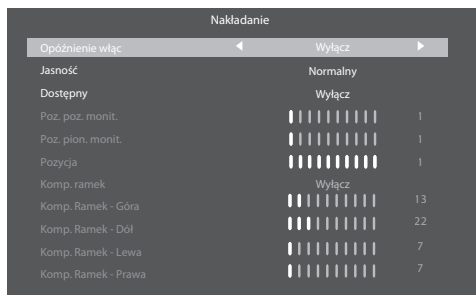 Nakładanie
Opóźnienie włąc Wyłącz
Jasność Normalny
Dostępny Wyłącz
Poz. poz. monit. 1
Poz. pion. monit. 1
Pozycja 1
Komp. ramek Wyłącz
Komp. Ramek - Góra 13
Komp. Ramek - Dół 22
Komp. Ramek - Lewa 7
Komp. Ramek - Prawa 7